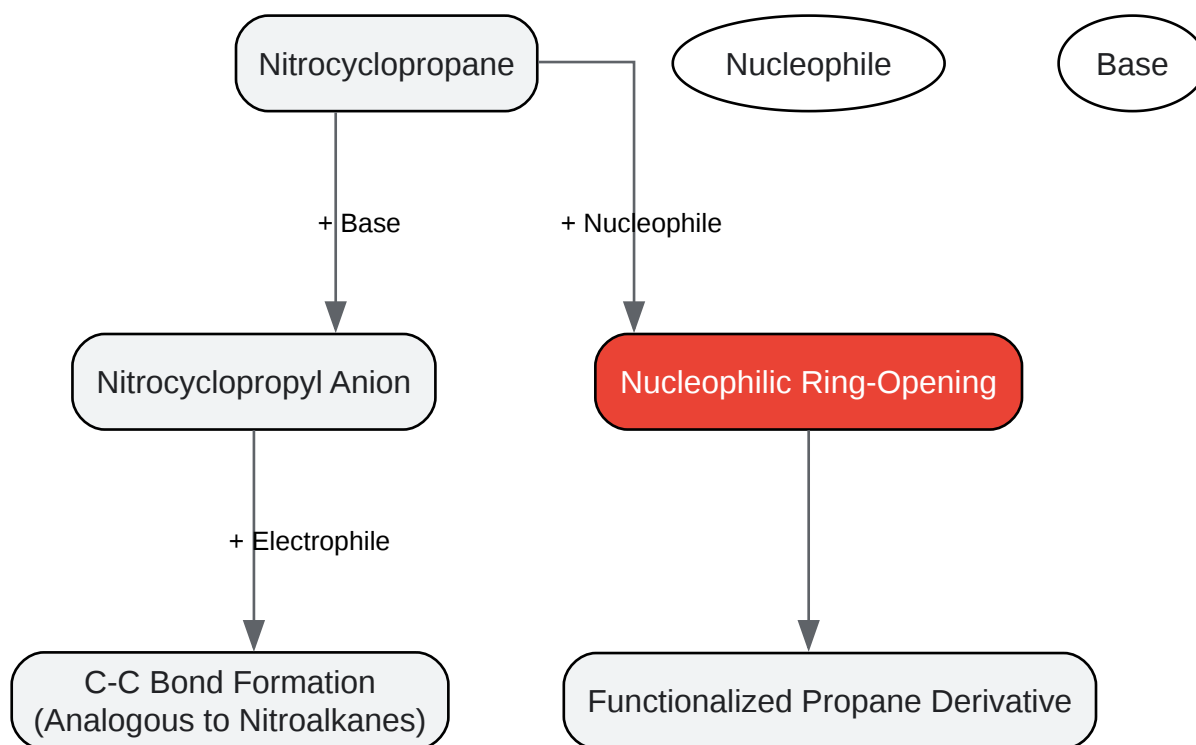 Nitrocyclopropane
Nucleophile
Base
+ Base
+ Nucleophile
Nitrocyclopropyl Anion
Nucleophilic Ring-Opening
+ Electrophile
C-C Bond Formation
(Analogous to Nitroalkanes)
Functionalized Propane Derivative